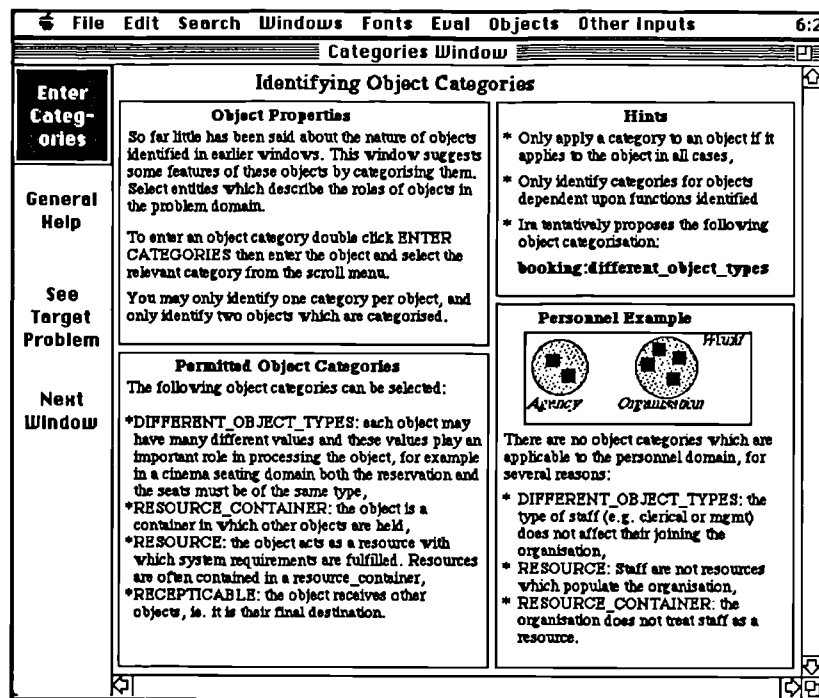 File Edit Search Windows Fonts Eval Objects Other Inputs 6:2
Categories Window
Enter
Categ-
ories
General
Help
See
Target
Problem
Next
Window
Identifying Object Categories
Object Properties
So far little has been said about the nature of objects
identified in earlier windows. This window suggests
some features of these objects by categorising them.
Select entities which describe the roles of objects in
the problem domain.
To enter an object category double click ENTER
CATEGORIES then enter the object and select the
relevant category from the scroll menu.
You may only identify one category per object, and
only identify two objects which are categorised.
Permitted Object Categories
The following object categories can be selected:
*DIFFERENT_OBJECT_TYPES: each object may
have many different values and these values play an
important role in processing the object, for example
in a cinema seating domain both the reservation and
the seats must be of the same type,
*RESOURCE_CONTAINER: the object is a
container in which other objects are held,
*RESOURCE: the object acts as a resource with
which system requirements are fulfilled. Resources
are often contained in a resource_container,
*RECEPTICABLE: the object receives other
objects, ie. it is their final destination.
Hints
* Only apply a category to an object if it
applies to the object in all cases,
* Only identify categories for objects
dependent upon functions identified
* Ira tentatively proposes the following
object categorisation:
booking:different_object_types
Personnel Example
Agency Organisation
There are no object categories which are
applicable to the personnel domain, for
several reasons:
* DIFFERENT_OBJECT_TYPES: the
type of staff (e.g. clerical or mgmt)
does not affect their joining the
organisation,
* RESOURCE: Staff are not resources
which populate the organisation,
* RESOURCE_CONTAINER: the
organisation does not treat staff as a
resource.